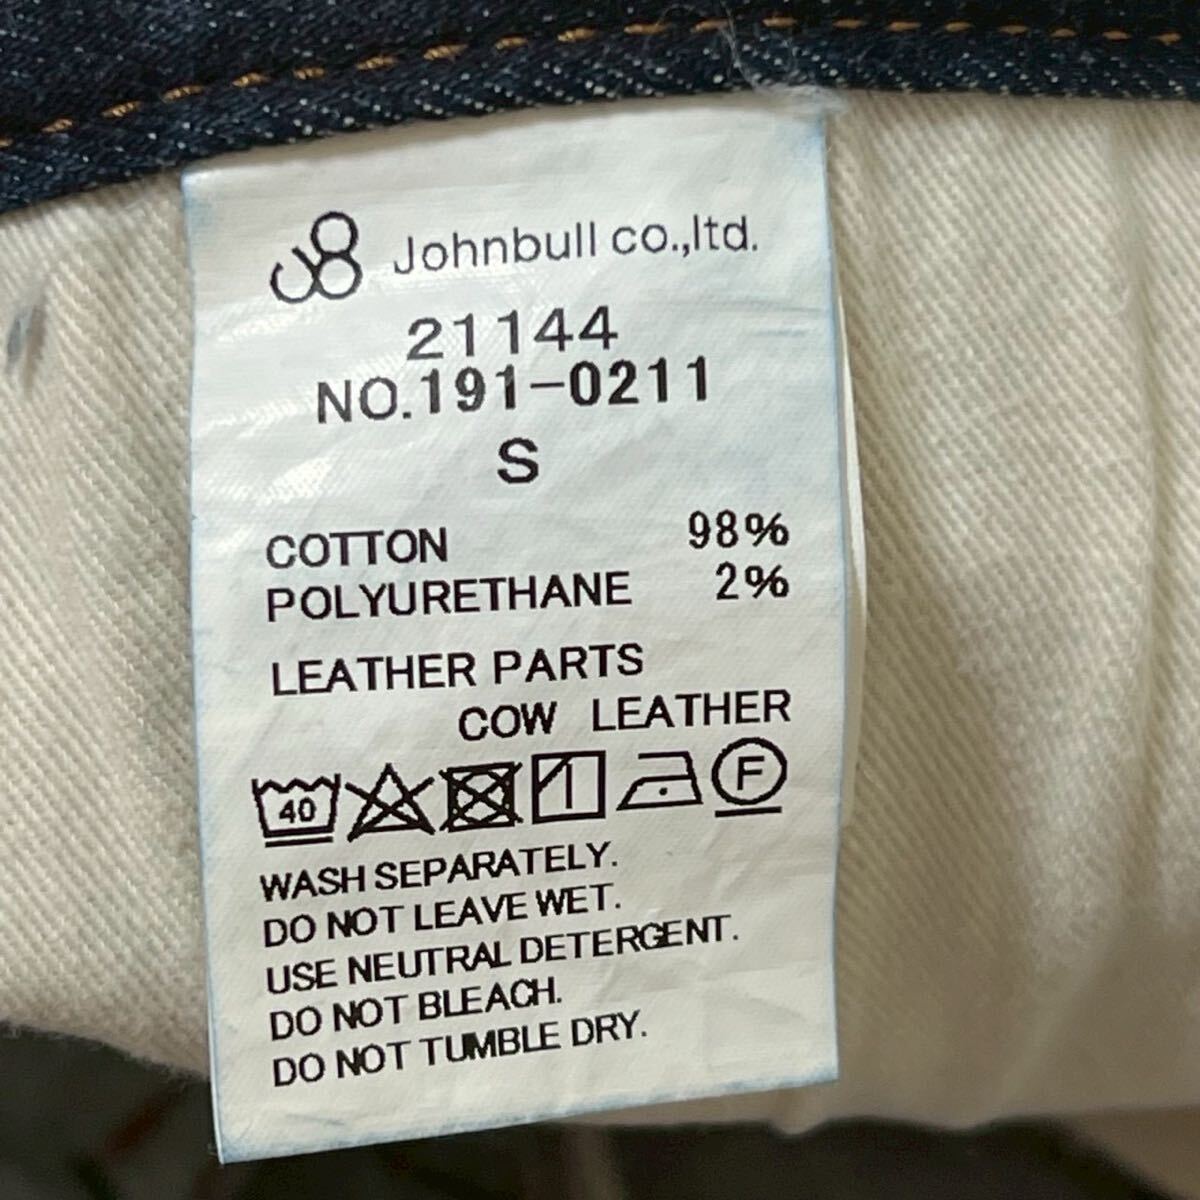 Johnbull co.,ltd.
21144
NO.191-0211
S
COTTON 98%
POLYURETHANE 2%
LEATHER PARTS
COW LEATHER
40 F
WASH SEPARATELY.
DO NOT LEAVE WET.
USE NEUTRAL DETERGENT.
DO NOT BLEACH.
DO NOT TUMBLE DRY.